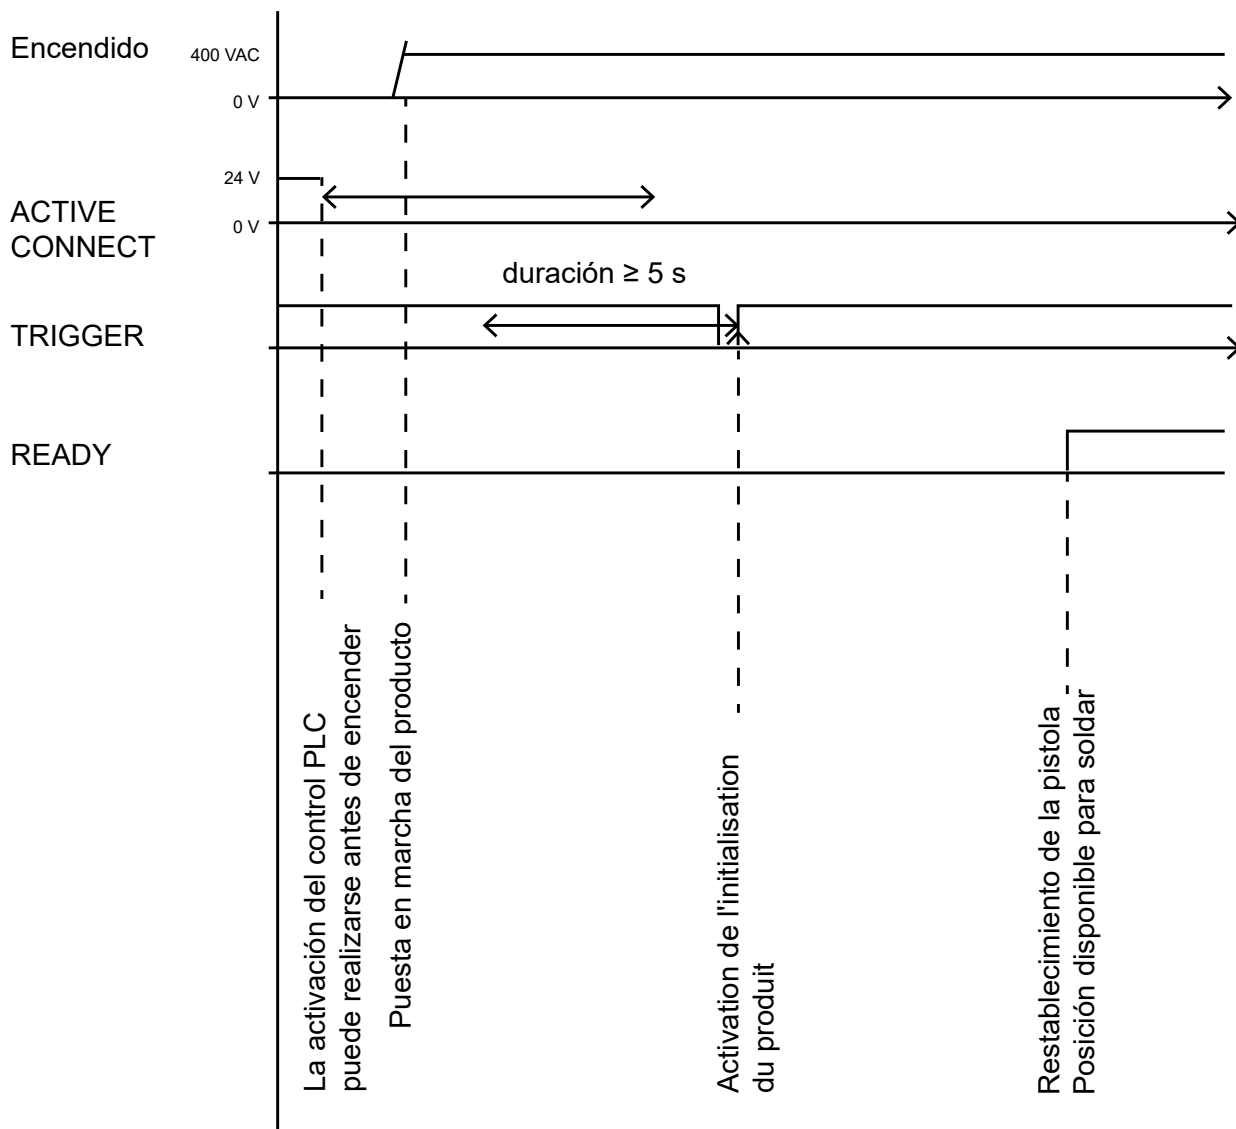 Encendido
400 VAC
0 V
24 V
ACTIVE
CONNECT
0 V
duración ≥ 5 s
TRIGGER
READY
La activación del control PLC
puede realizarse antes de encender
Puesta en marcha del producto
Activation de l'initialisation
du produit
Restablecimiento de la pistola
Posición disponible para soldar